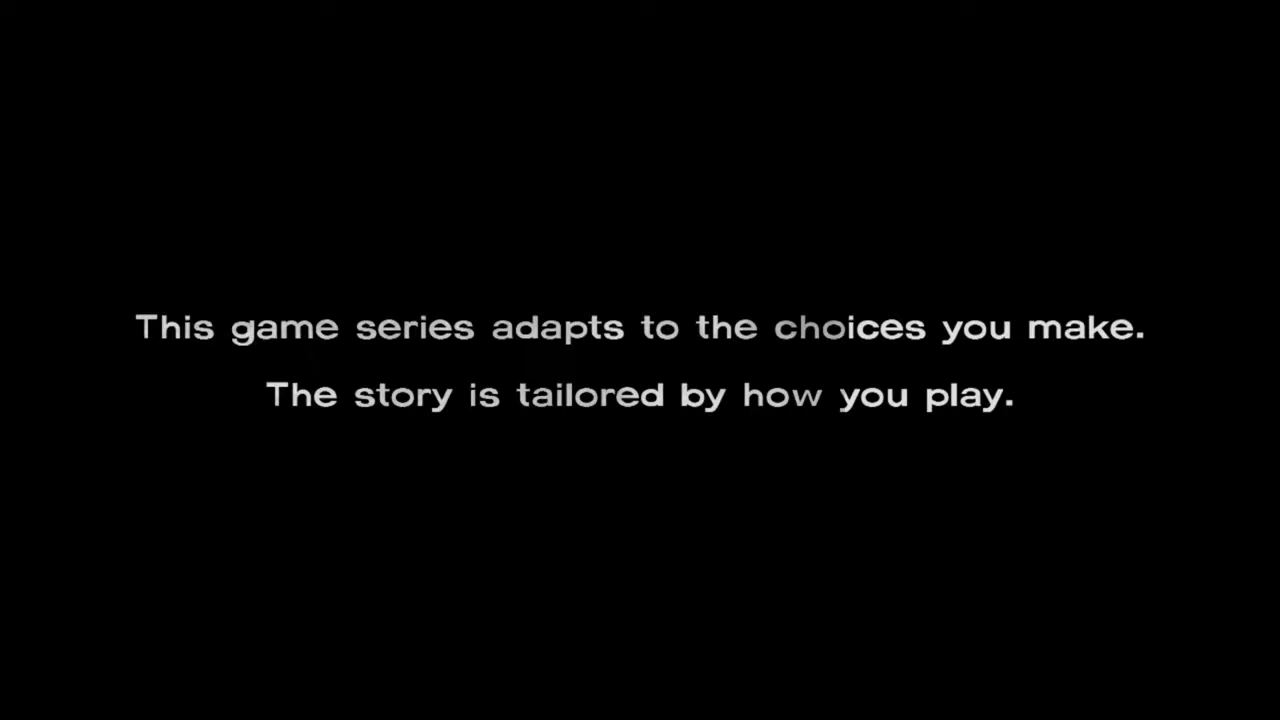 This game series adapts to the choices you make.
The story is tailored by how you play.